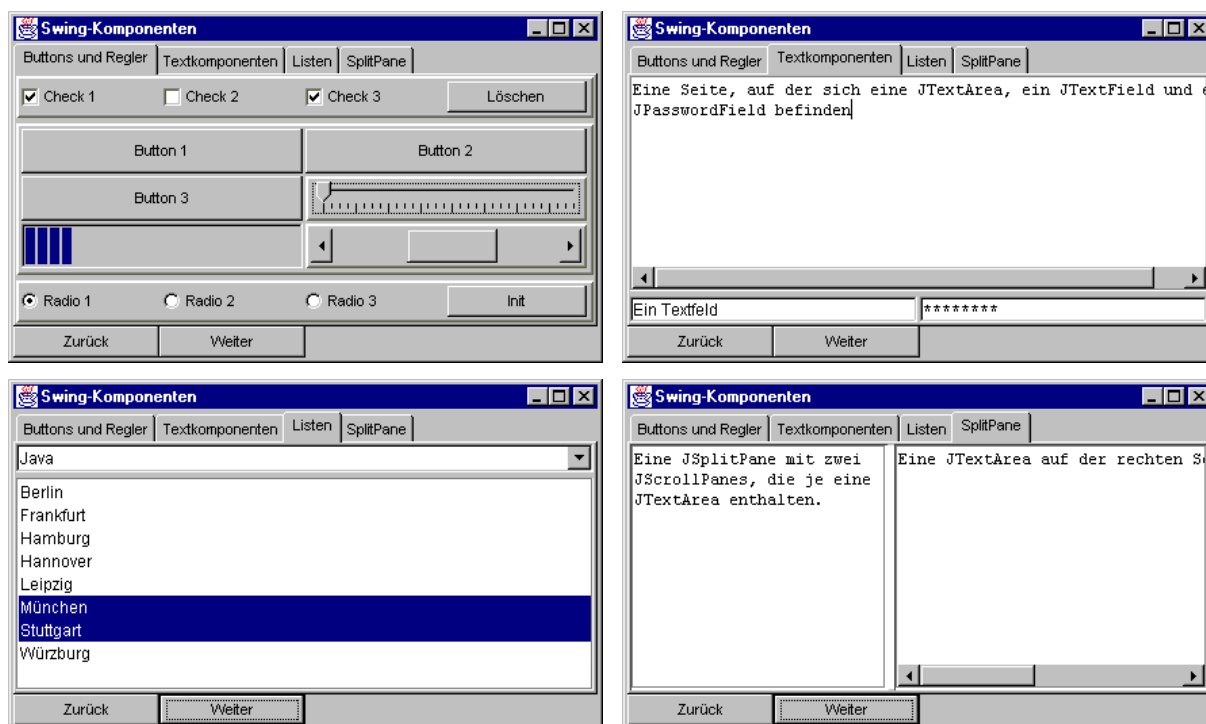 Swing-Komponenten
Buttons und Regler Textkomponenten Listen SplitPane
Check 1 Check 2 Check 3 Löschen
Button 1 Button 2
Button 3
Radio 1 Radio 2 Radio 3 Init
Zurück Weiter
Swing-Komponenten
Buttons und Regler Textkomponenten Listen SplitPane
Eine Seite, auf der sich eine JTextArea, ein JTextField und e
JPasswordField befinden
Ein Textfeld ********
Zurück Weiter
Swing-Komponenten
Buttons und Regler Textkomponenten Listen SplitPane
Java
Berlin
Frankfurt
Hamburg
Hannover
Leipzig
München
Stuttgart
Würzburg
Zurück Weiter
Swing-Komponenten
Buttons und Regler Textkomponenten Listen SplitPane
Eine JSplitPane mit zwei
JScrollPanes, die je eine
JTextArea enthalten.
Eine JTextArea auf der rechten S
Zurück Weiter